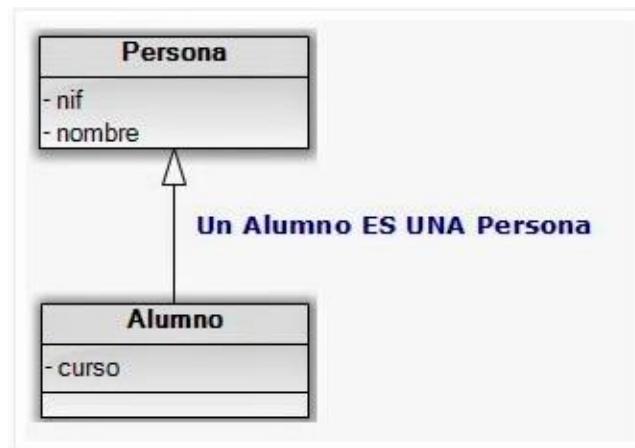 Persona
- nif
- nombre
Un Alumno ES UNA Persona
Alumno
- curso